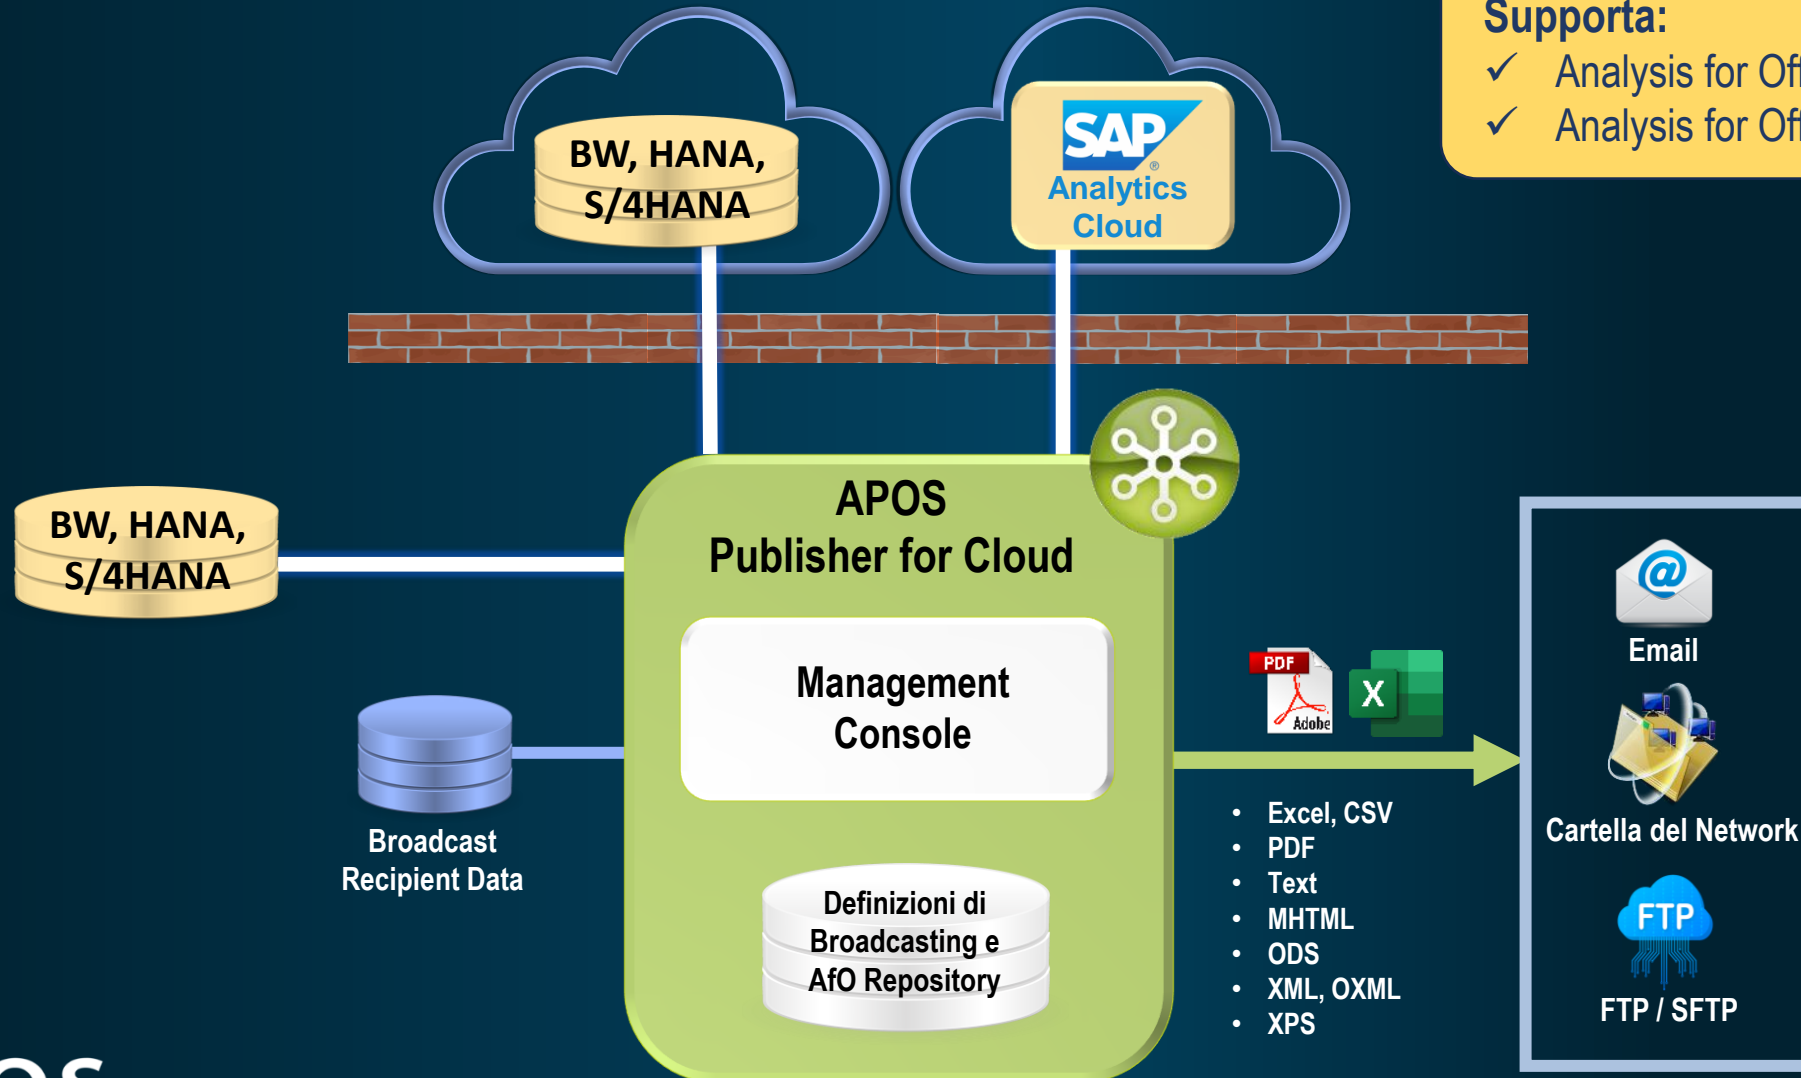 Supporta:
✓ Analysis for
✓ Analysis for
BW, HANA,
S/4HANA
SAP
®
Analytics
Cloud
APOS
Publisher for Cloud
BW, HANA,
S/4HANA
Management
Console
Broadcast
Recipient Data
Definizioni di
Broadcasting e
AfO Repository
PDF
Adobe
X
• Excel, CSV
• PDF
• Text
• MHTML
• ODS
• XML, OXML
• XPS
@
Email
Cartella del Network
FTP
FTP / SFTP